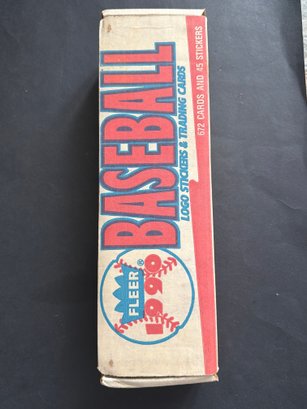 FLEER®
1990
BASEBALL
LOGO STICKERS & TRADING CARDS
672 CARDS AND 45 STICKERS